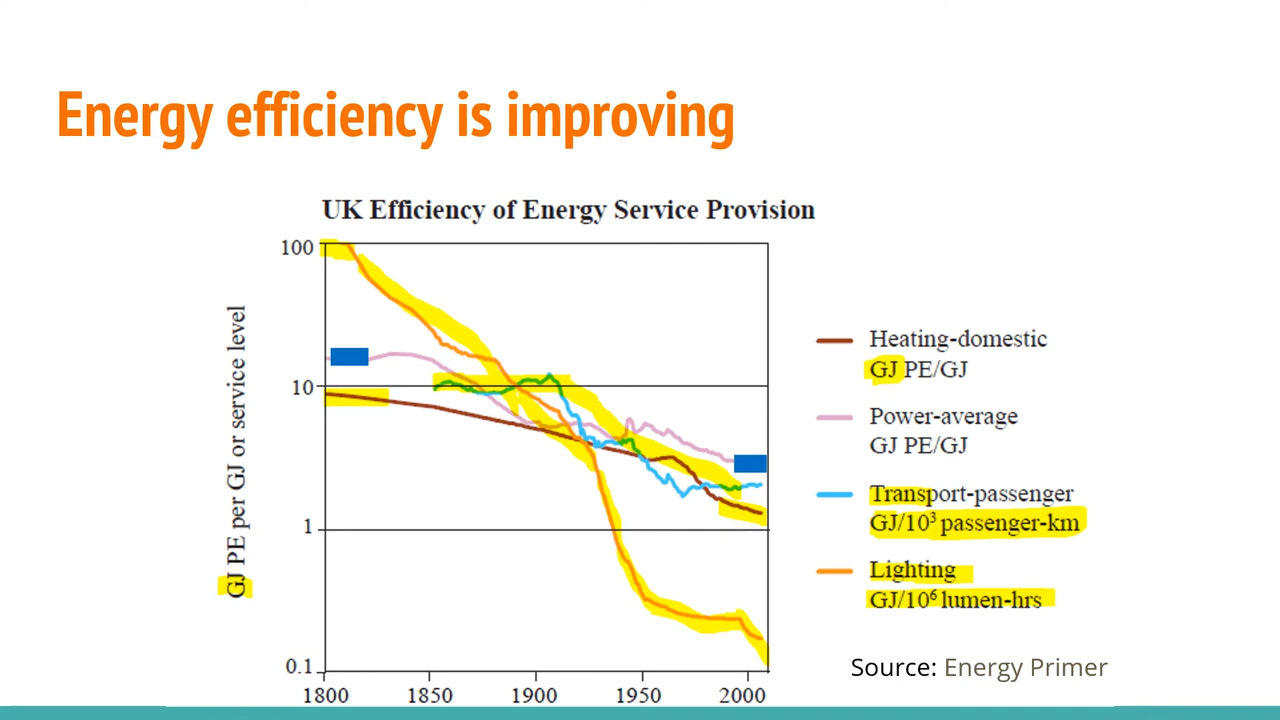 Energy efficiency is improving
UK Efficiency of Energy Service Provision
GJ PE per GJ or service level
100
10
1
0.1
1800
1850
1900
1950
2000
Heating-domestic
GJ PE/GJ
Power-average
GJ PE/GJ
Transport-passenger
GJ/10³ passenger-km
Lighting
GJ/10⁶ lumen-hrs
Source: Energy Primer